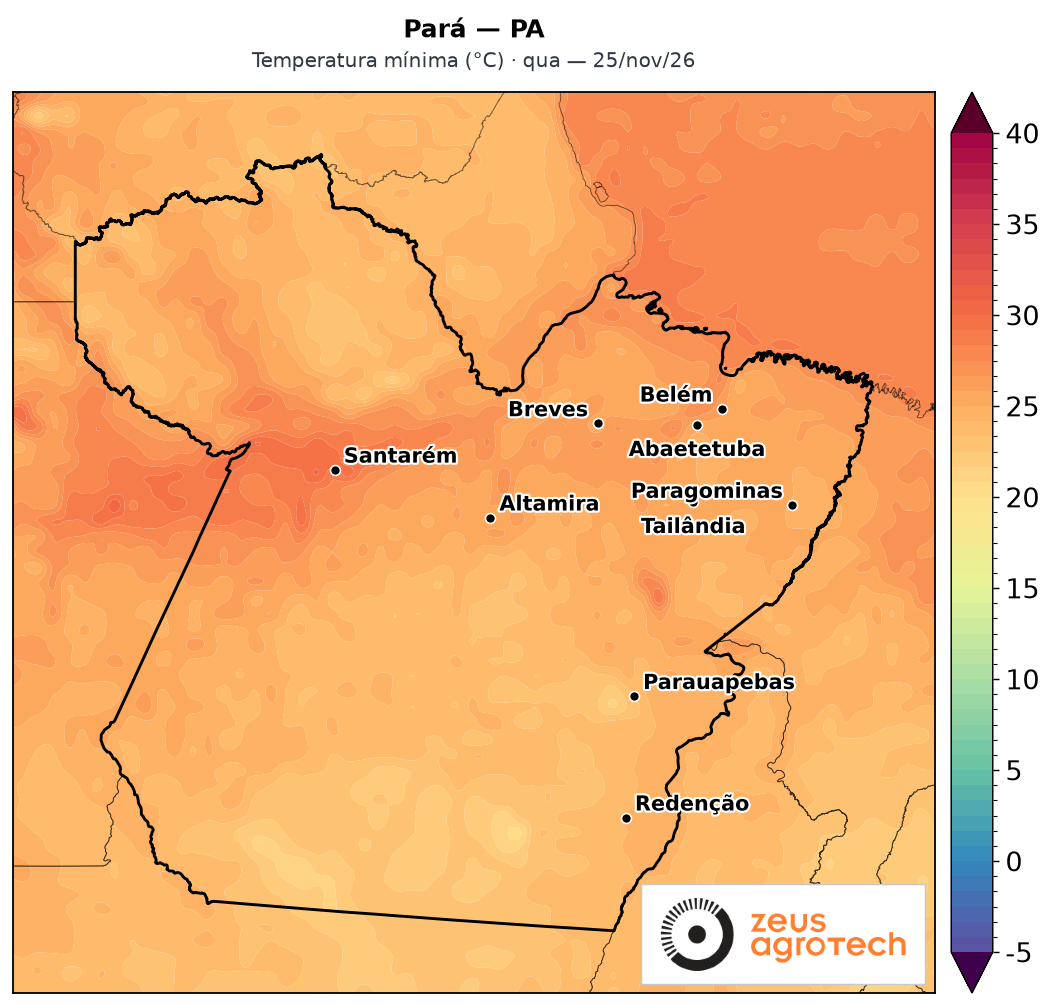 Pará — PA
Temperatura mínima (°C) · qua — 25/nov/26
40
35
30
25
20
15
10
5
0
-5
Belém
Breves
Abaetetuba
Santarém
Paragominas
Altamira
Tailândia
Parauapebas
Redenção
zeus
agrotech